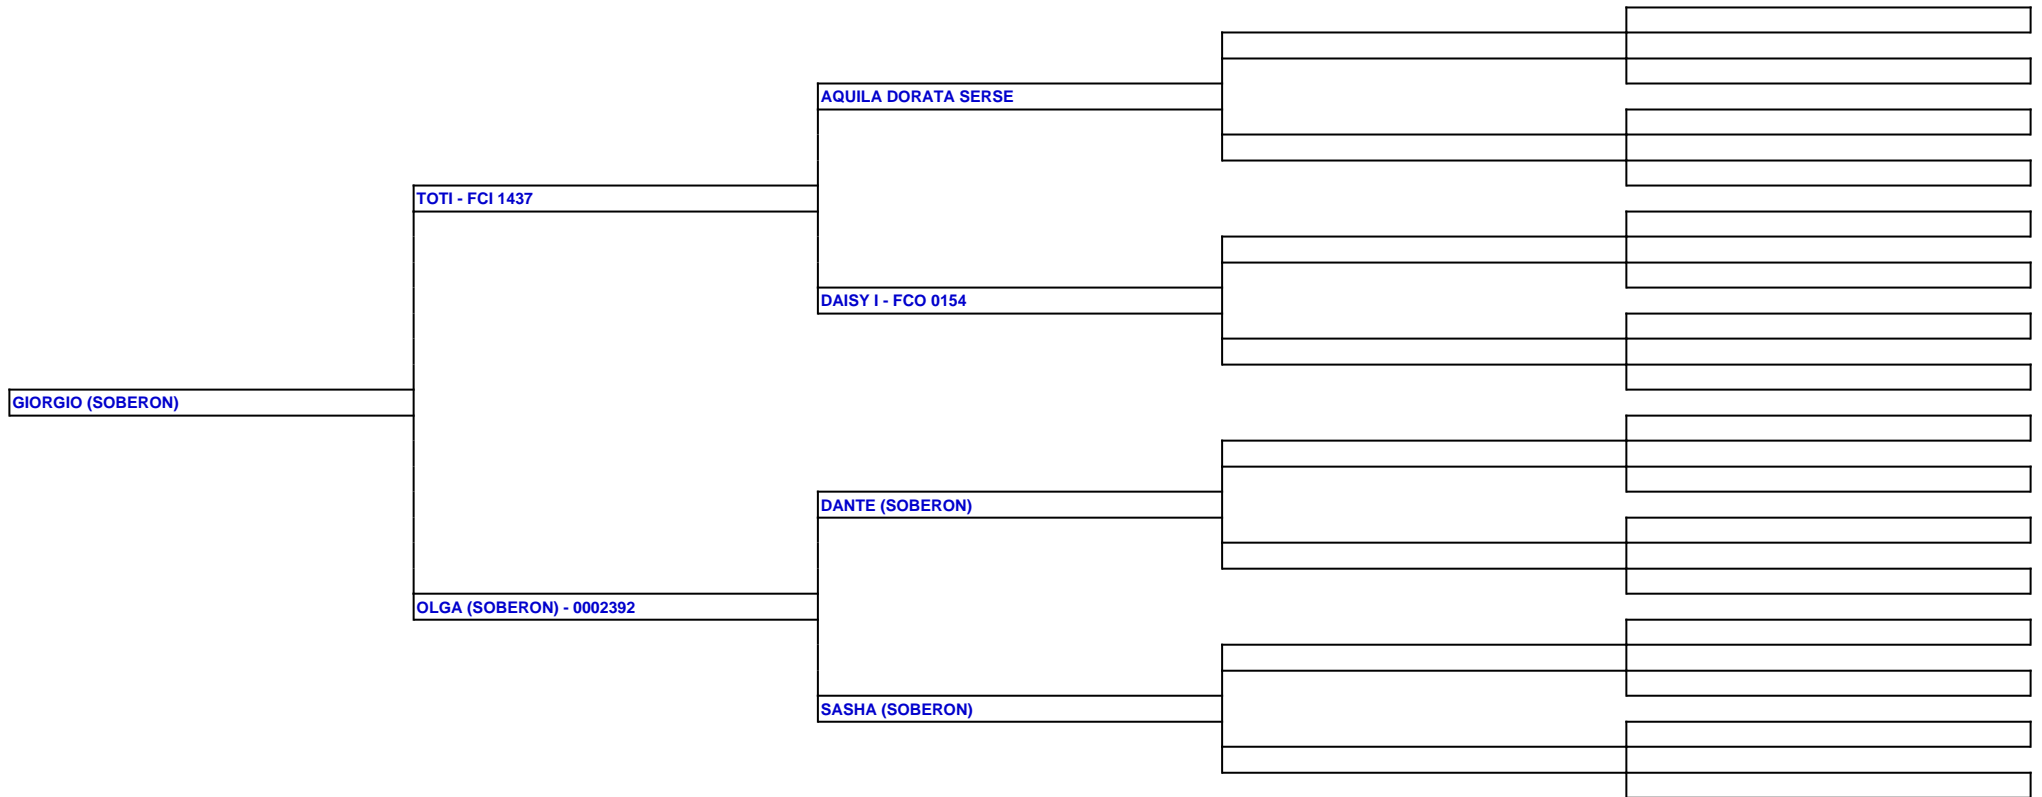 AQUILA DORATA SERSE
TOTI - FCI 1437
DAISY I - FCO 0154
GIORGIO (SOBERON)
DANTE (SOBERON)
OLGA (SOBERON) - 0002392
SASHA (SOBERON)